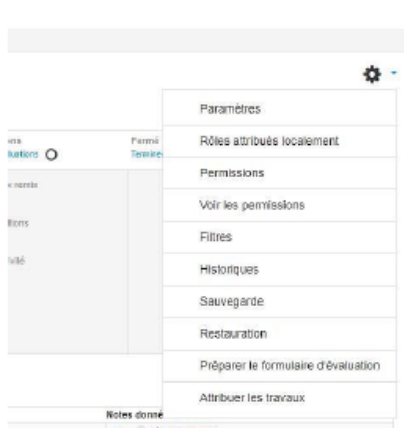 Paramètres
Fermé
Rôles attribués localement
Permissions
Voir les permissions
Filtres
Historiques
Sauvegarde
Restauration
Préparer le formulaire d'évaluation
Attribuer les travaux
Notes donné